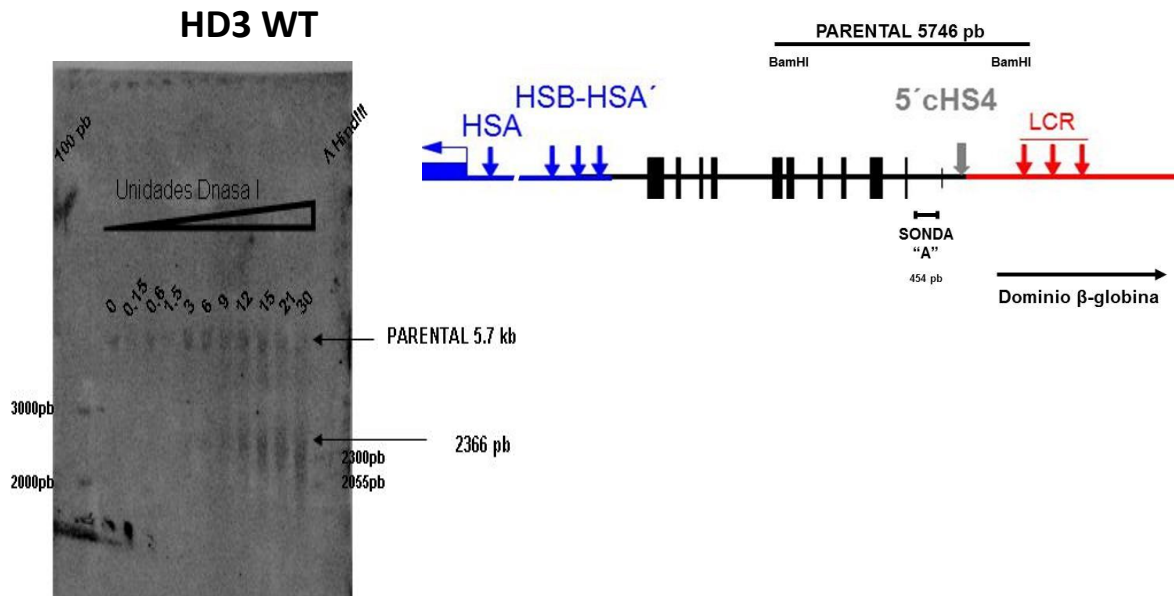 HD3 WT
100 pb
Λ HindIII
Unidades Dnasa I
0 0.15 0.6 1.5 3 6 9 12 15 21 30
PARENTAL 5.7 kb
3000pb
2366 pb
2300pb
2000pb
2055pb
PARENTAL 5746 pb
BamHI BamHI
HSB-HSA´
5´cHS4
HSA
LCR
SONDA
"A"
454 pb
Dominio β-globina